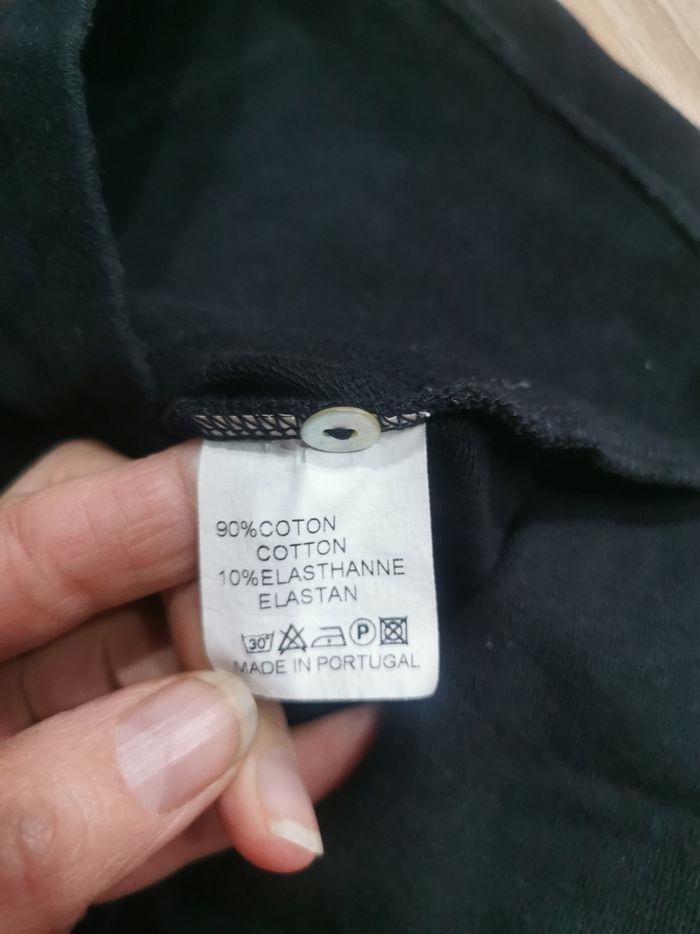 90%COTON
COTTON
10%ELASTHANNE
ELASTAN
30° P
MADE IN PORTUGAL